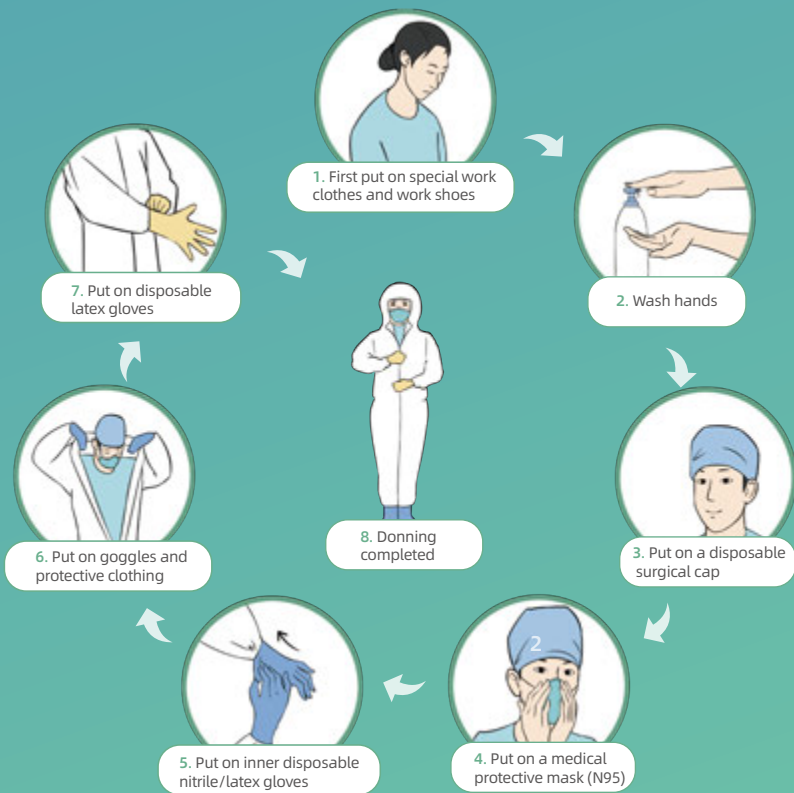 1. First put on special work
clothes and work shoes
2. Wash hands
3. Put on a disposable
surgical cap
2
4. Put on a medical
protective mask (N95)
5. Put on inner disposable
nitrile/latex gloves
6. Put on goggles and
protective clothing
7. Put on disposable
latex gloves
8. Donning
completed